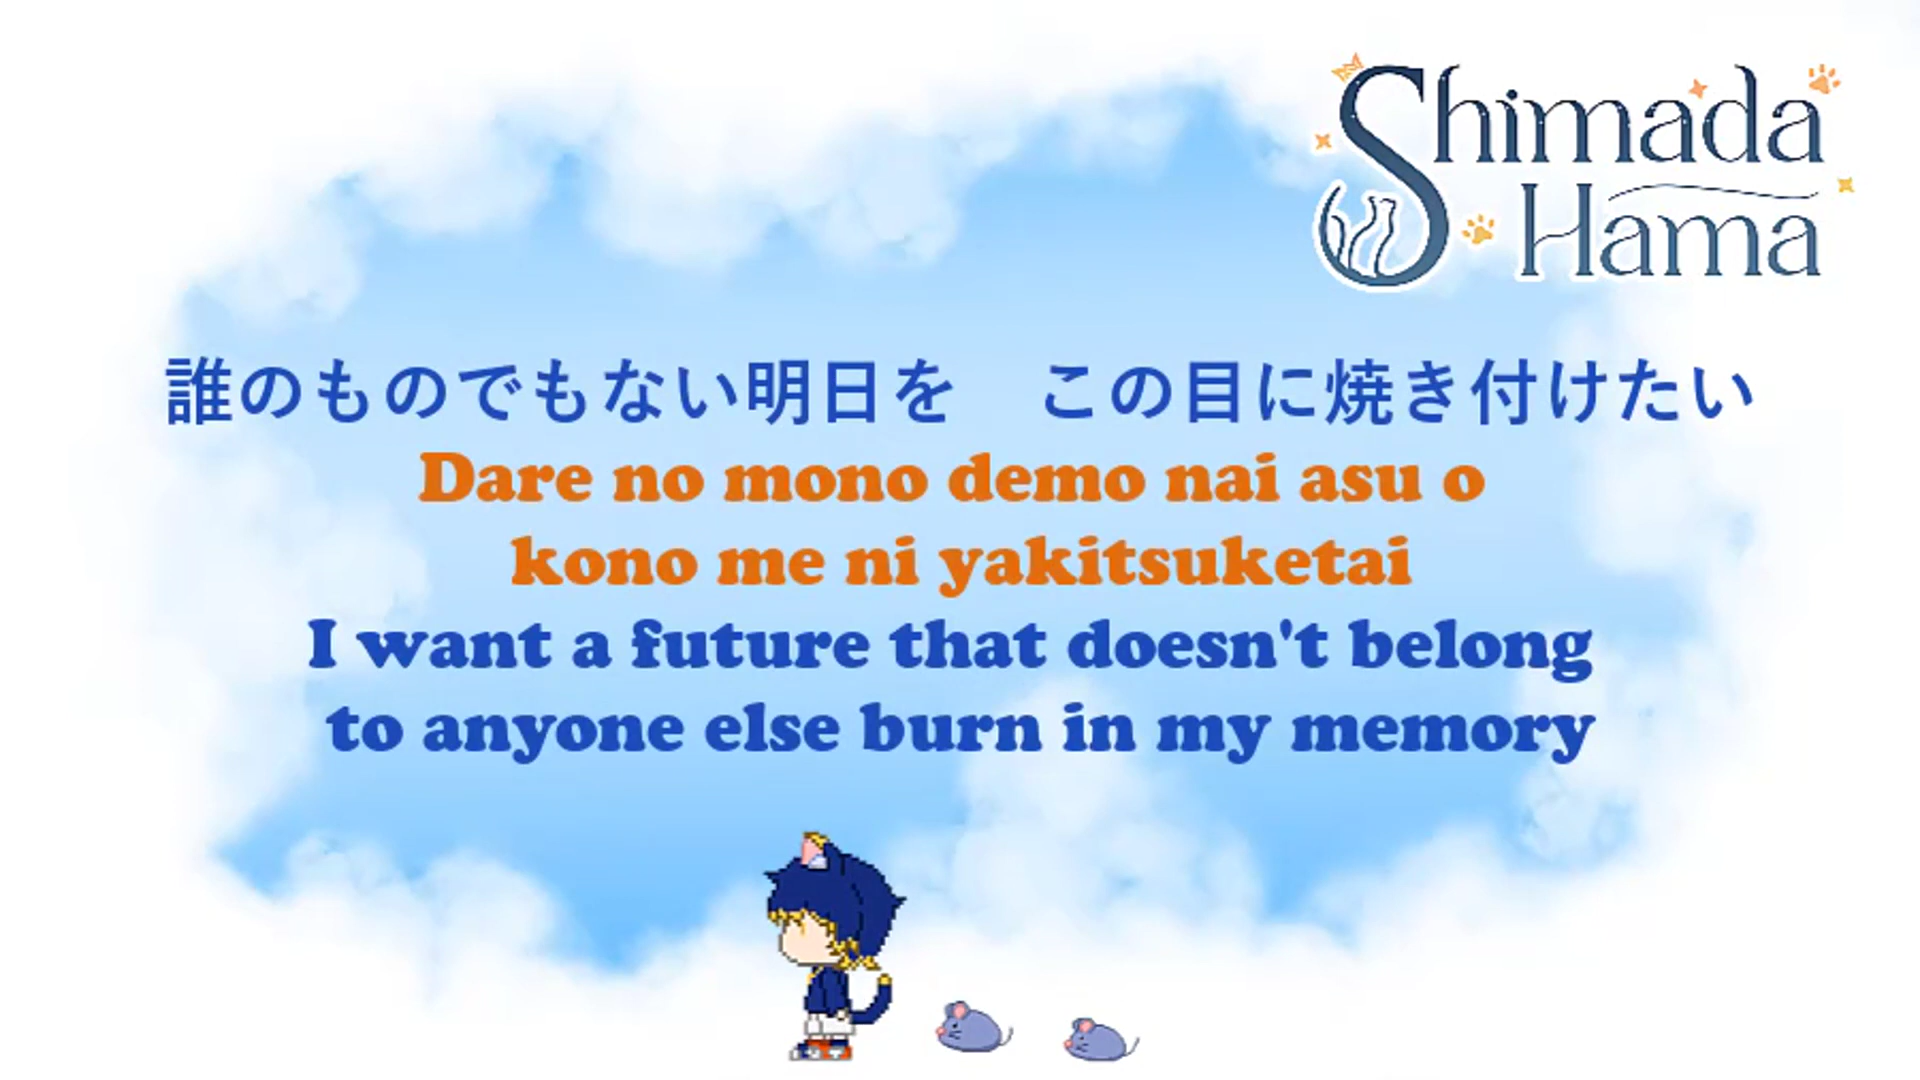 Shimada
Hama
誰のものでもない明日を　この目に焼き付けたい
Dare no mono demo nai asu o
kono me ni yakitsuketai
I want a future that doesn't belong
to anyone else burn in my memory